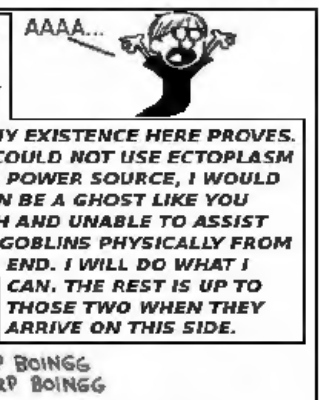 AAAA...
MY EXISTENCE HERE PROVES.
COULD NOT USE ECTOPLASM
POWER SOURCE, I WOULD
BE A GHOST LIKE YOU
AND UNABLE TO ASSIST
GOBLINS PHYSICALLY FROM
END. I WILL DO WHAT I
CAN. THE REST IS UP TO
THOSE TWO WHEN THEY
ARRIVE ON THIS SIDE.
BOINGG
BOINGG